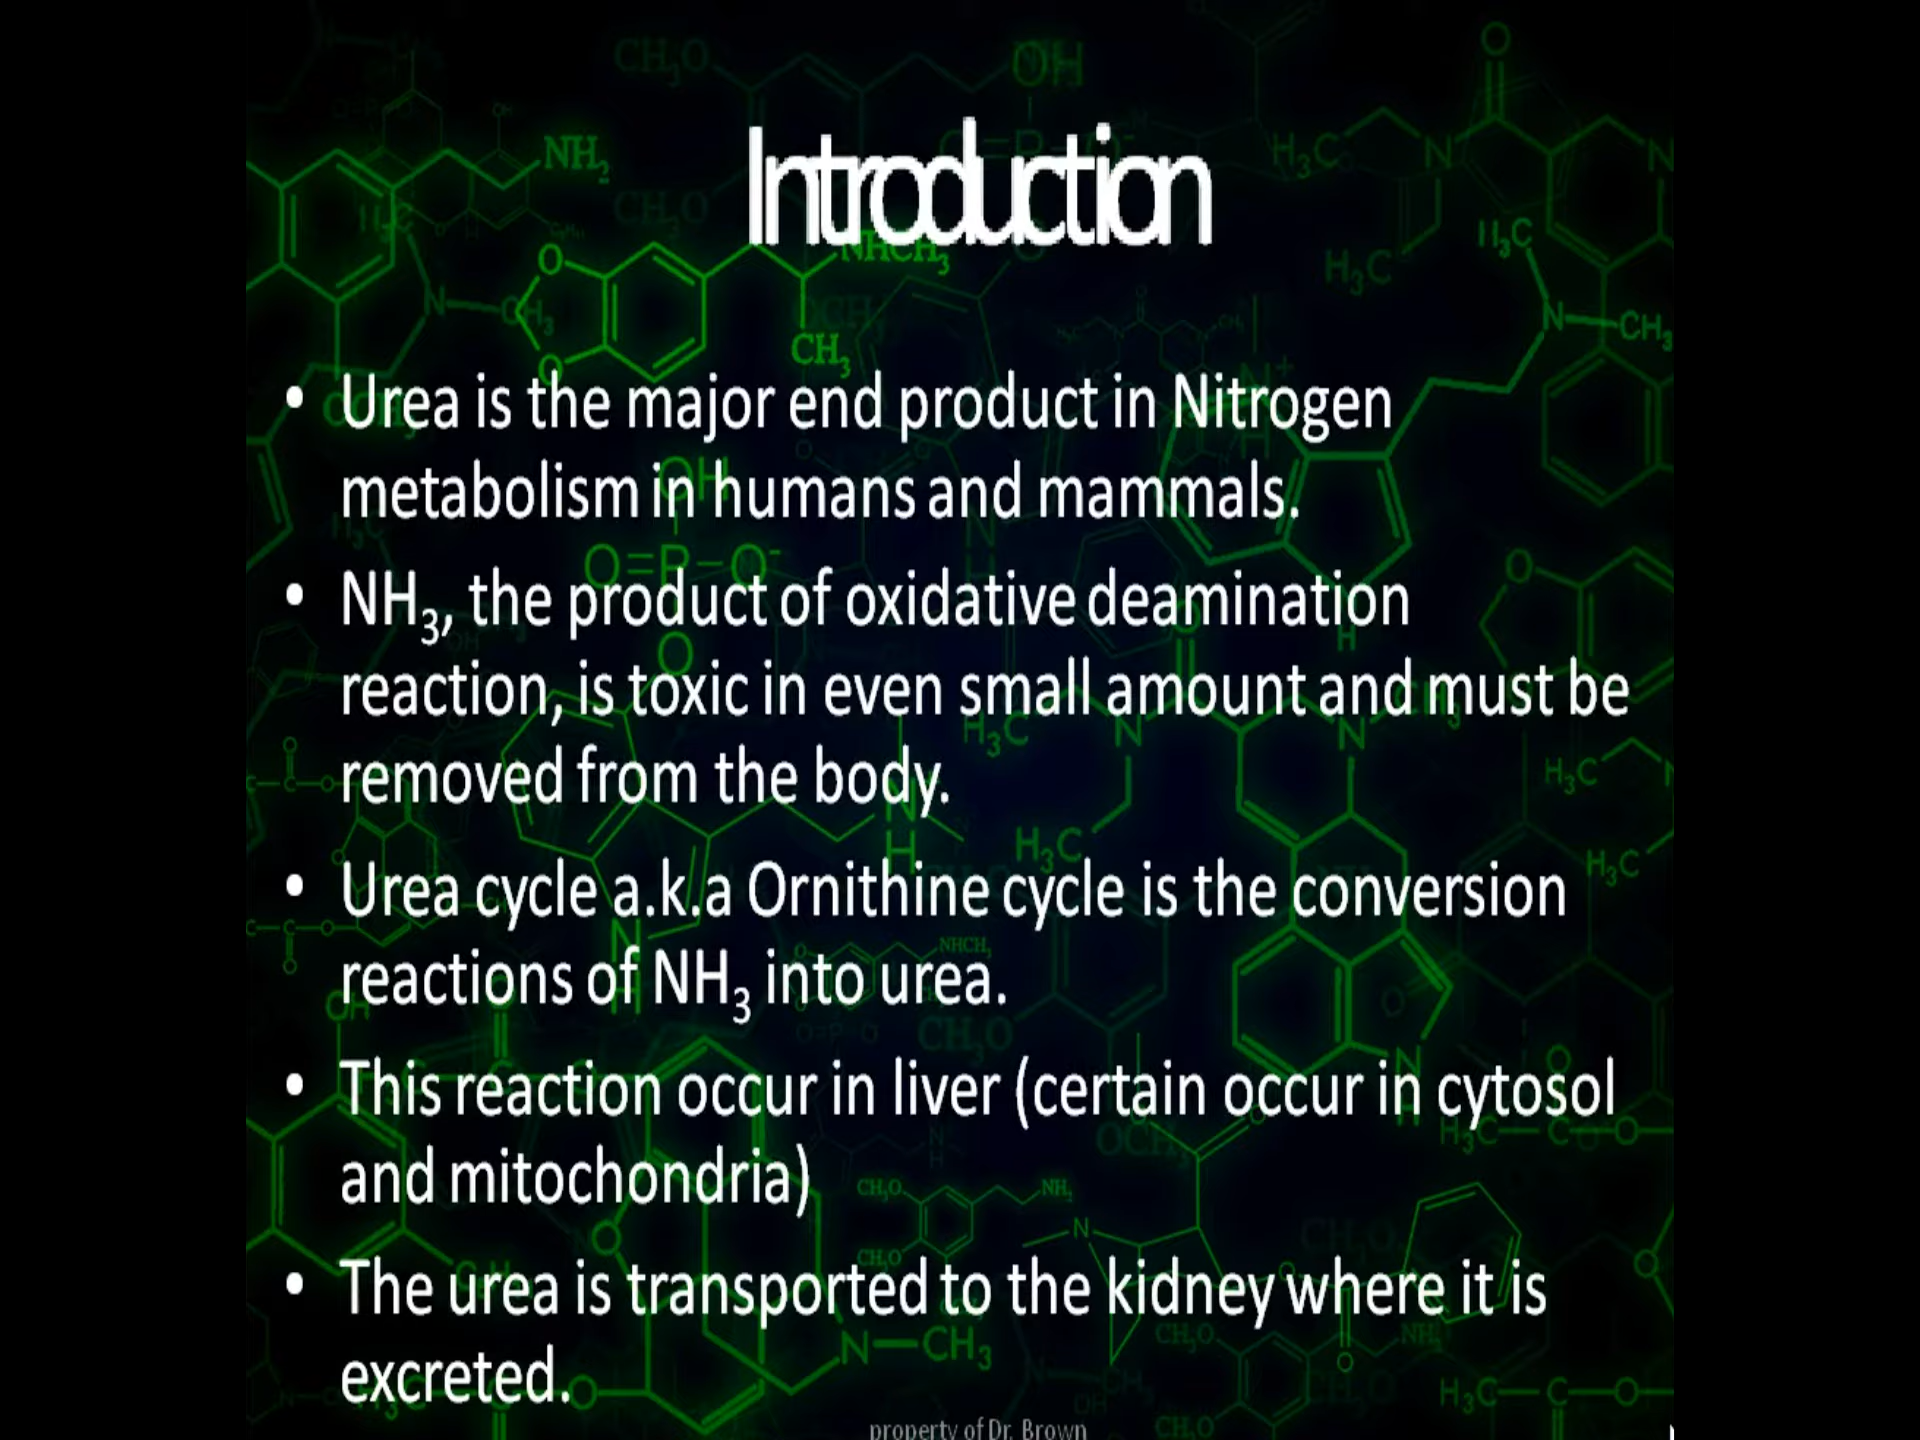 Introduction
• Urea is the major end product in Nitrogen
metabolism in humans and mammals.
• NH₃, the product of oxidative deamination
reaction, is toxic in even small amount and must be
removed from the body.
• Urea cycle a.k.a Ornithine cycle is the conversion
reactions of NH₃ into urea.
• This reaction occur in liver (certain occur in cytosol
and mitochondria)
• The urea is transported to the kidney where it is
excreted.
property of Dr. Brown